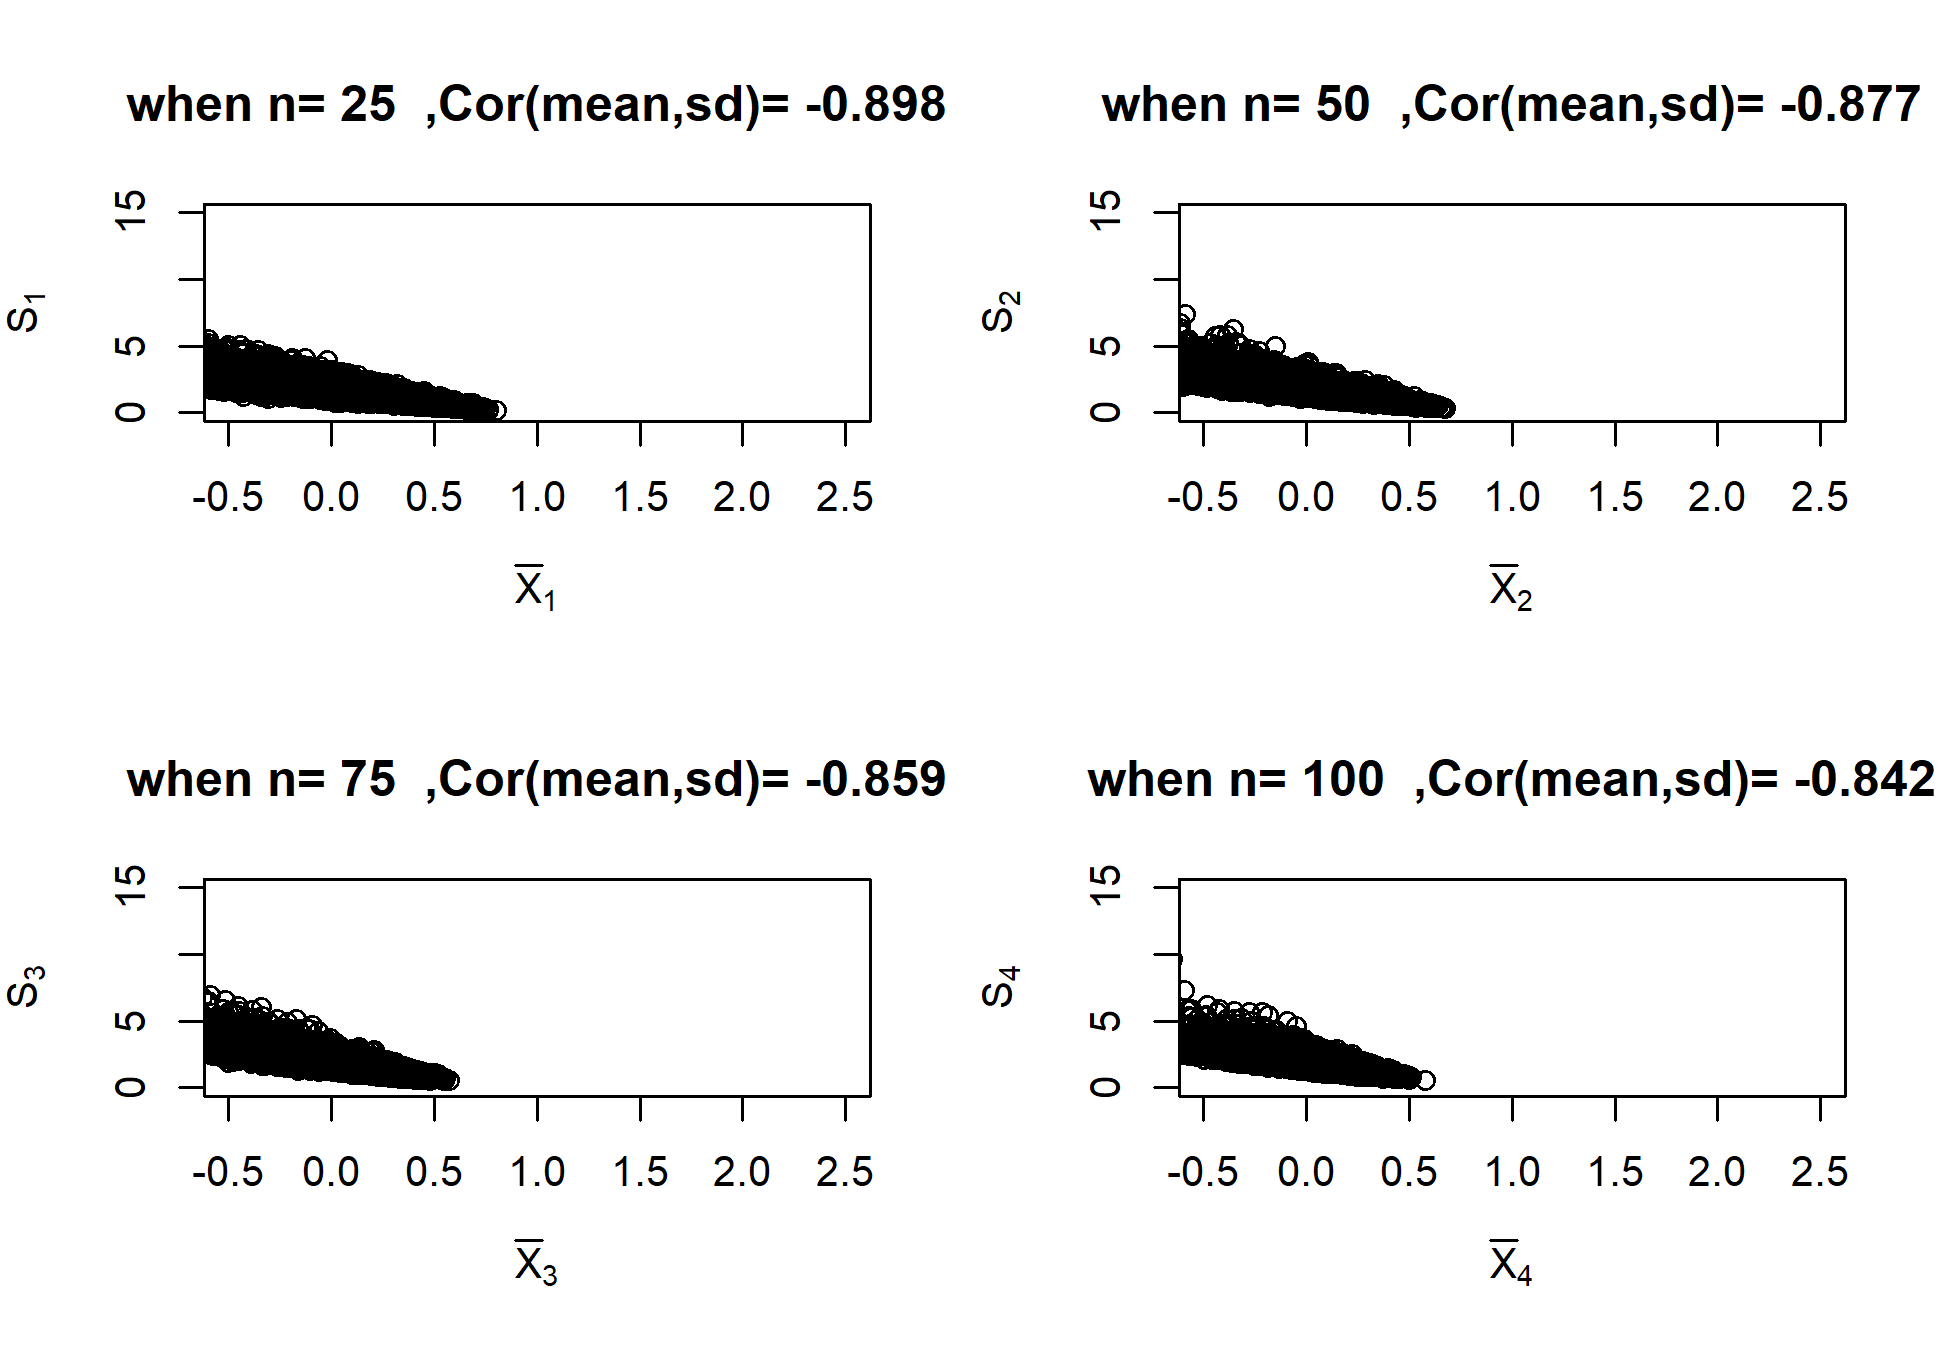 when n= 25  ,Cor(mean,sd)= -0.898
S1
15
5
0
-0.5 0.0 0.5 1.0 1.5 2.0 2.5
X̅1
when n= 50  ,Cor(mean,sd)= -0.877
S2
15
5
0
-0.5 0.0 0.5 1.0 1.5 2.0 2.5
X̅2
when n= 75  ,Cor(mean,sd)= -0.859
S3
15
5
0
-0.5 0.0 0.5 1.0 1.5 2.0 2.5
X̅3
when n= 100  ,Cor(mean,sd)= -0.842
S4
15
5
0
-0.5 0.0 0.5 1.0 1.5 2.0 2.5
X̅4